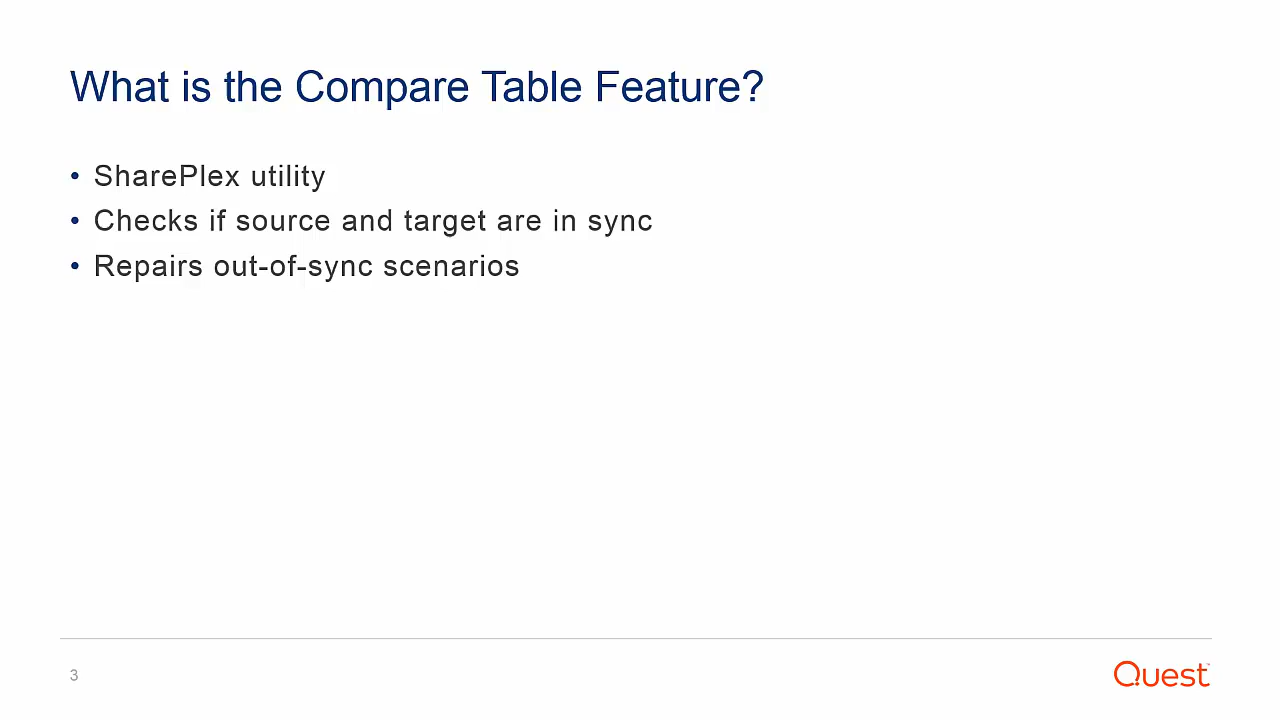 What is the Compare Table Feature?
• SharePlex utility
• Checks if source and target are in sync
• Repairs out-of-sync scenarios
3
Quest